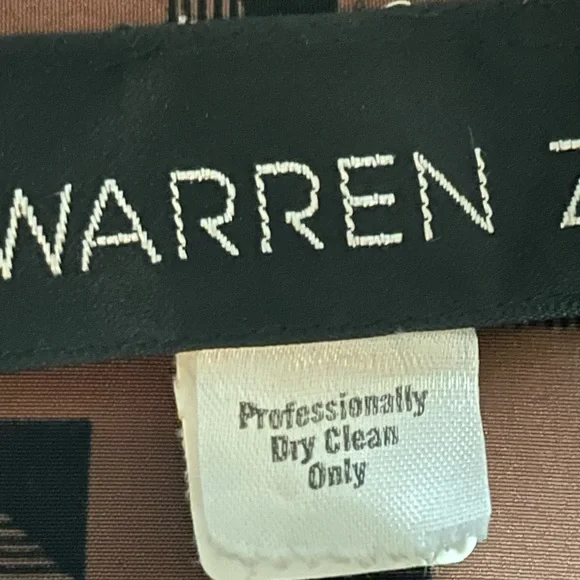 WARREN Z
Professionally
Dry Clean
Only